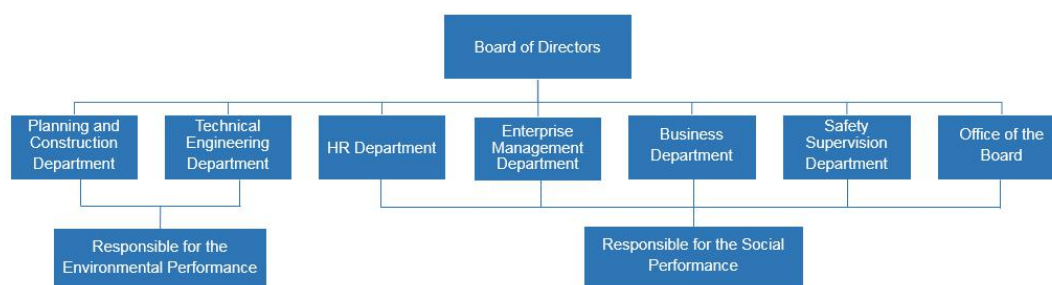 Board of Directors
Planning and
Construction
Department
Technical
Engineering
Department
HR Department
Enterprise
Management
Department
Business
Department
Safety
Supervision
Department
Office of the
Board
Responsible for the
Environmental Performance
Responsible for the Social
Performance